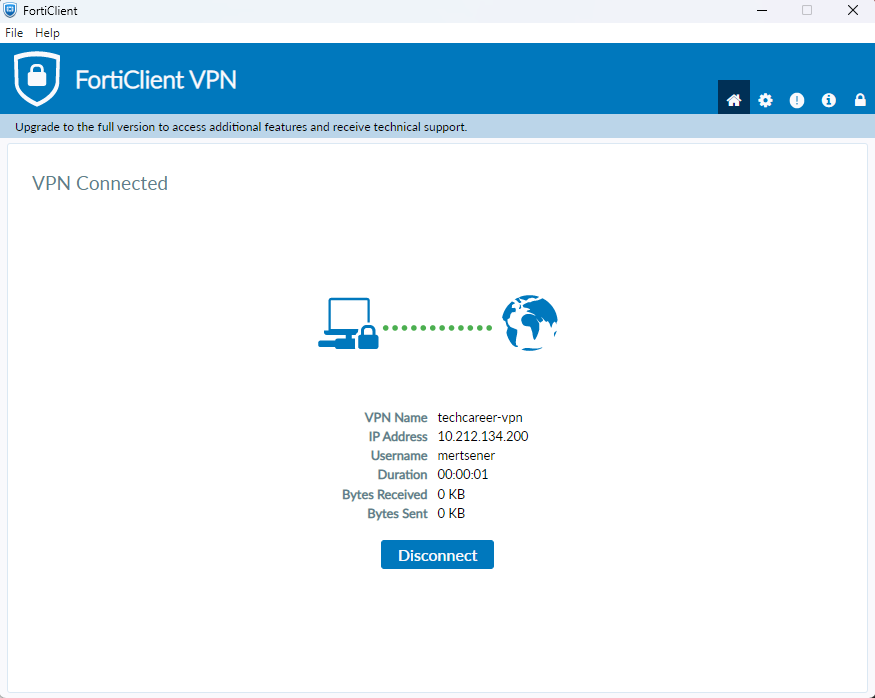 FortiClient
File Help
FortiClient VPN
Upgrade to the full version to access additional features and receive technical support.
VPN Connected
VPN Name techcareer-vpn
IP Address 10.212.134.200
Username mertsener
Duration 00:00:01
Bytes Received 0 KB
Bytes Sent 0 KB
Disconnect